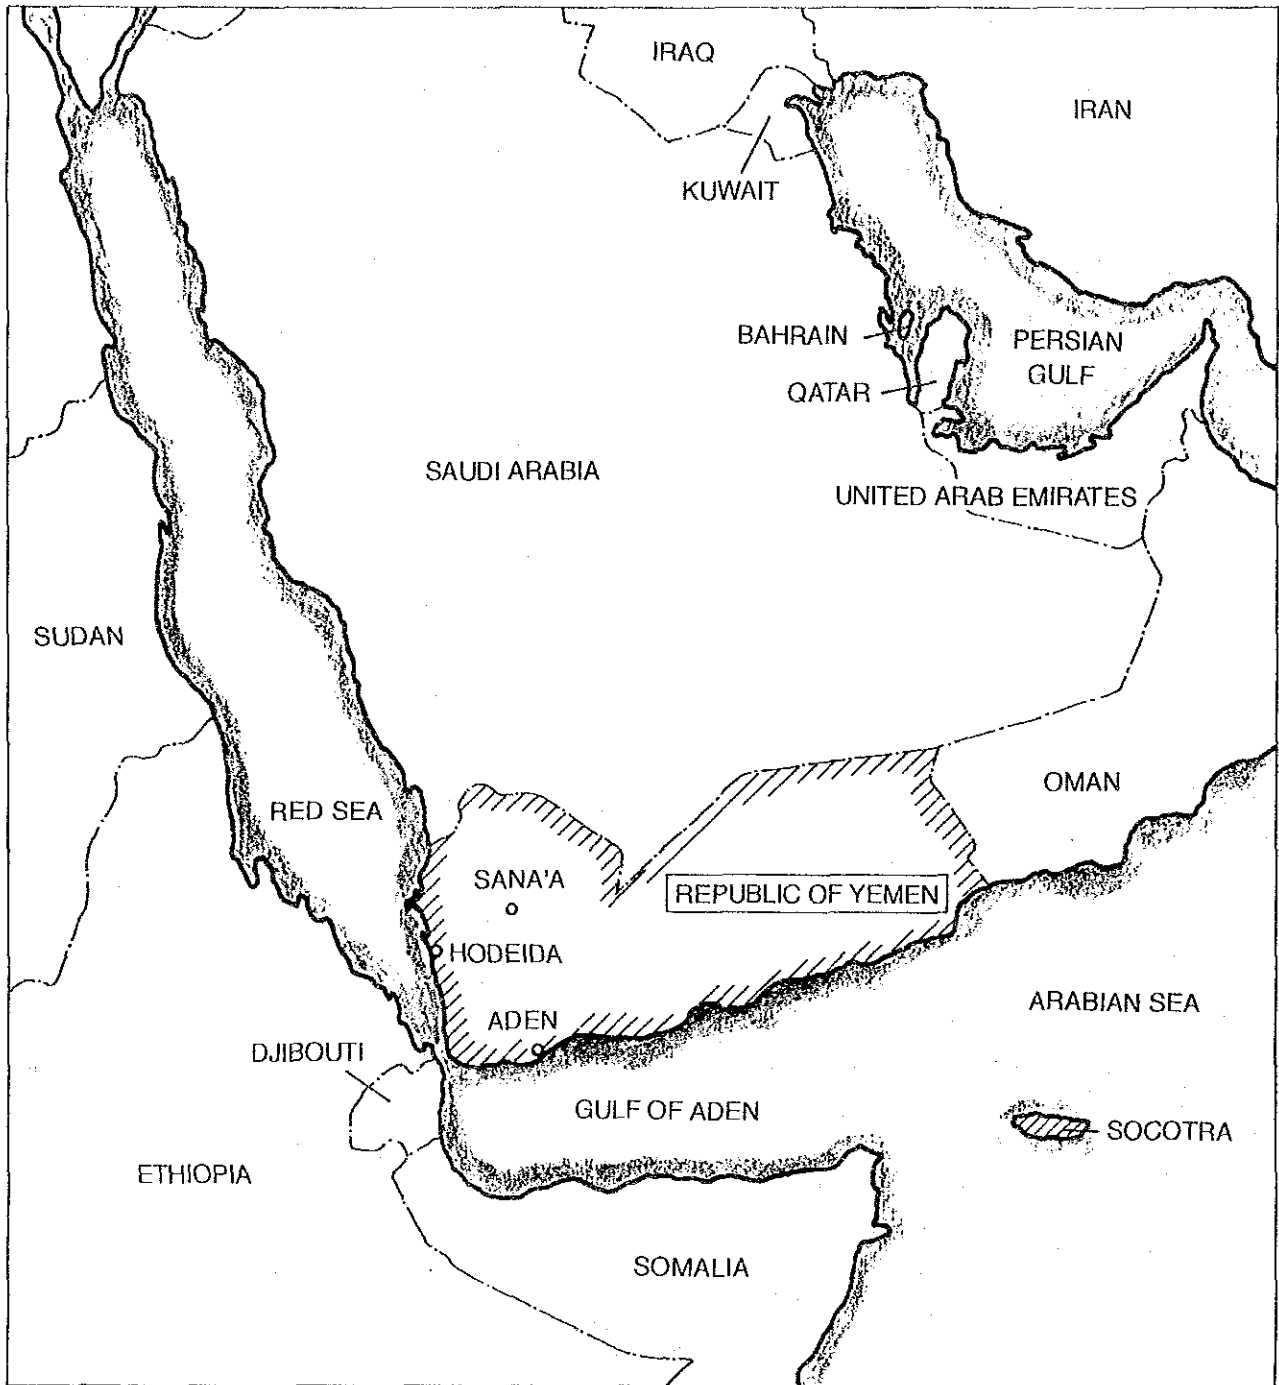 IRAQ
IRAN
KUWAIT
BAHRAIN
PERSIAN
GULF
QATAR
SAUDI ARABIA
UNITED ARAB EMIRATES
SUDAN
OMAN
RED SEA
SANA'A
REPUBLIC OF YEMEN
HODEIDA
ARABIAN SEA
ADEN
DJIBOUTI
GULF OF ADEN
SOCOTRA
ETHIOPIA
SOMALIA